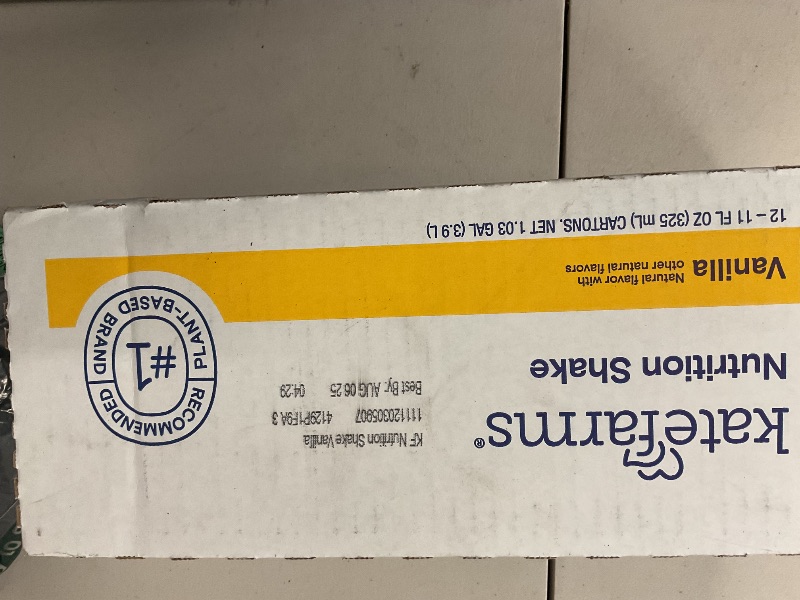 katefarms®
Nutrition Shake
KF Nutrition Shake Vanilla
111120305907 4129P1F9A 3
Best By: AUG 06 25 04:29
RECOMMENDED
#1
PLANT-BASED BRAND
Vanilla
Natural flavor with
other natural flavors
12 – 11 FL OZ (325 mL) CARTONS. NET 1.03 GAL (3.9 L)